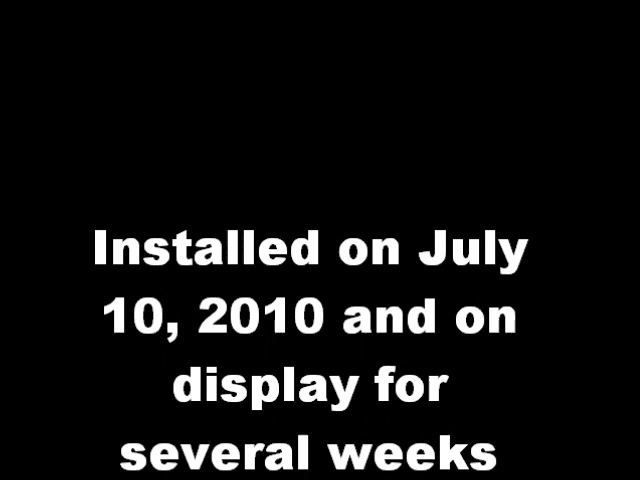 Installed on July
10, 2010 and on
display for
several weeks